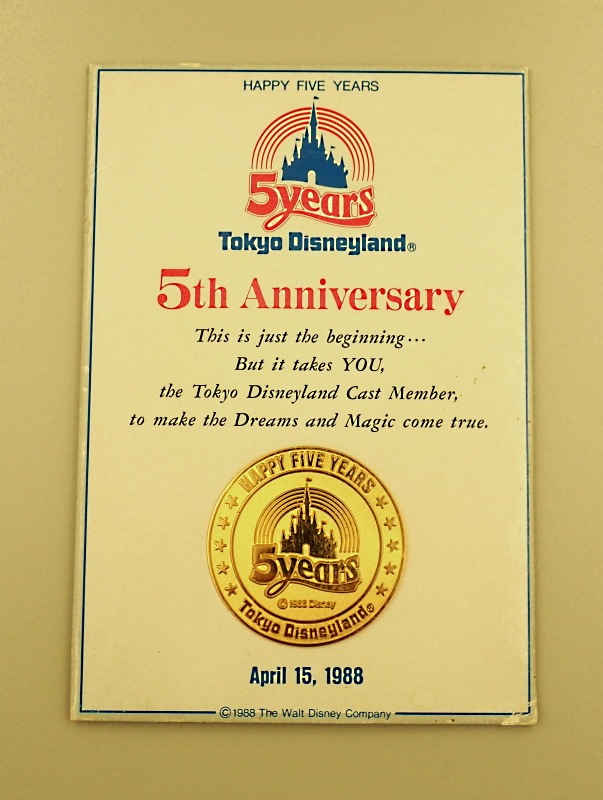 HAPPY FIVE YEARS
5years
Tokyo Disneyland®
5th Anniversary
This is just the beginning···
But it takes YOU,
the Tokyo Disneyland Cast Member,
to make the Dreams and Magic come true.
HAPPY FIVE YEARS
5years
©1988 Disney
Tokyo Disneyland®
April 15, 1988
©1988 The Walt Disney Company